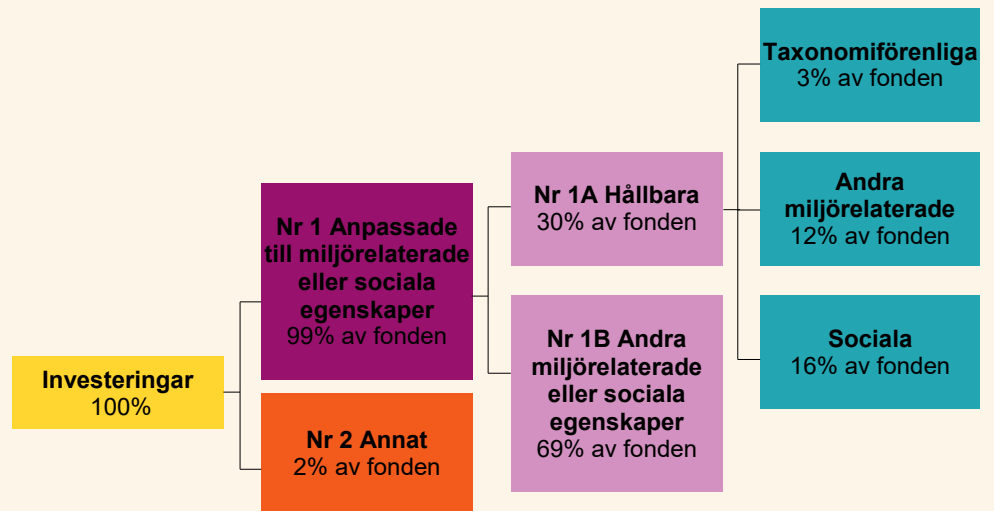 Investeringar
100%
Nr 1 Anpassade
till miljörelaterade
eller sociala
egenskaper
99% av fonden
Nr 2 Annat
2% av fonden
Nr 1A Hållbara
30% av fonden
Nr 1B Andra
miljörelaterade
eller sociala
egenskaper
69% av fonden
Taxonomiförenliga
3% av fonden
Andra
miljörelaterade
12% av fonden
Sociala
16% av fonden